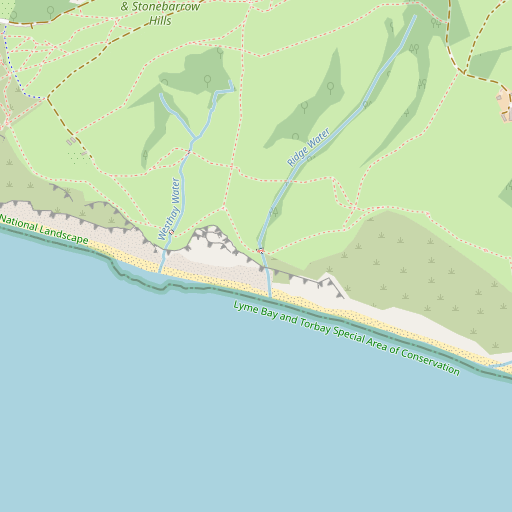 & Stonebarrow
Hills
Ridge Water
Westhay Water
National Landscape
Lyme Bay and Torbay Special Area of Conservation